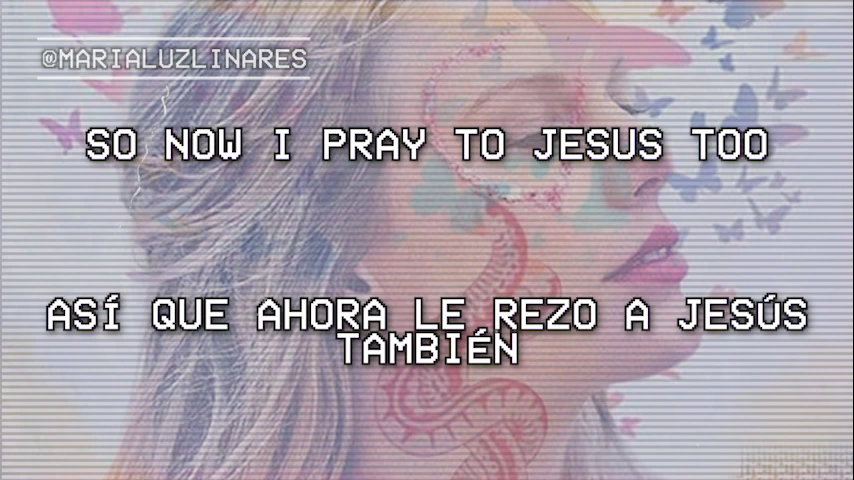 @MARIALUZLINARES
SO NOW I PRAY TO JESUS TOO
ASÍ QUE AHORA LE REZO A JESÚS
TAMBIÉN